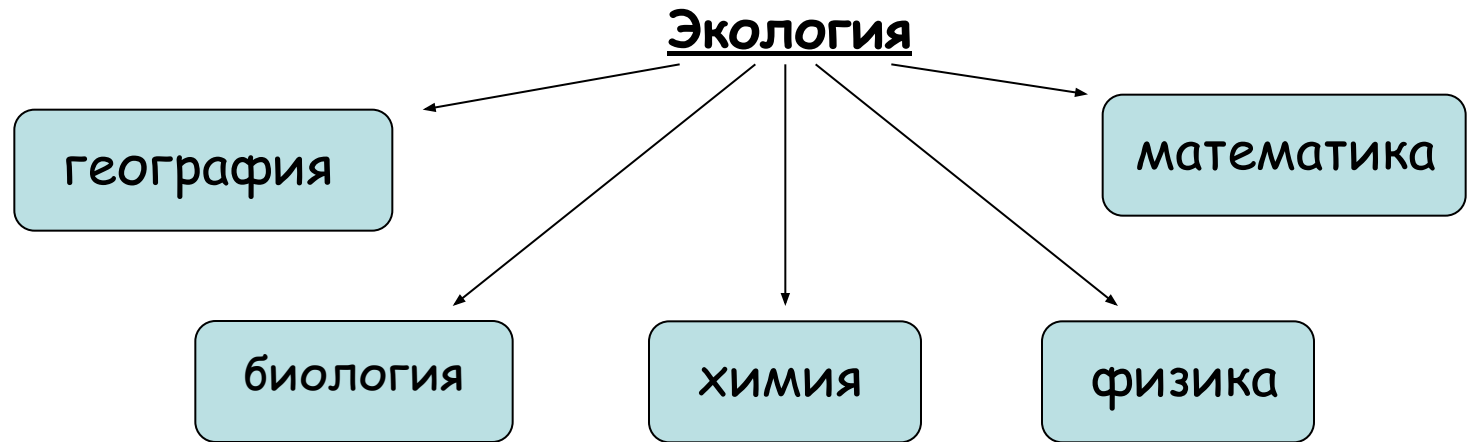 Экология
география
математика
биология
химия
физика